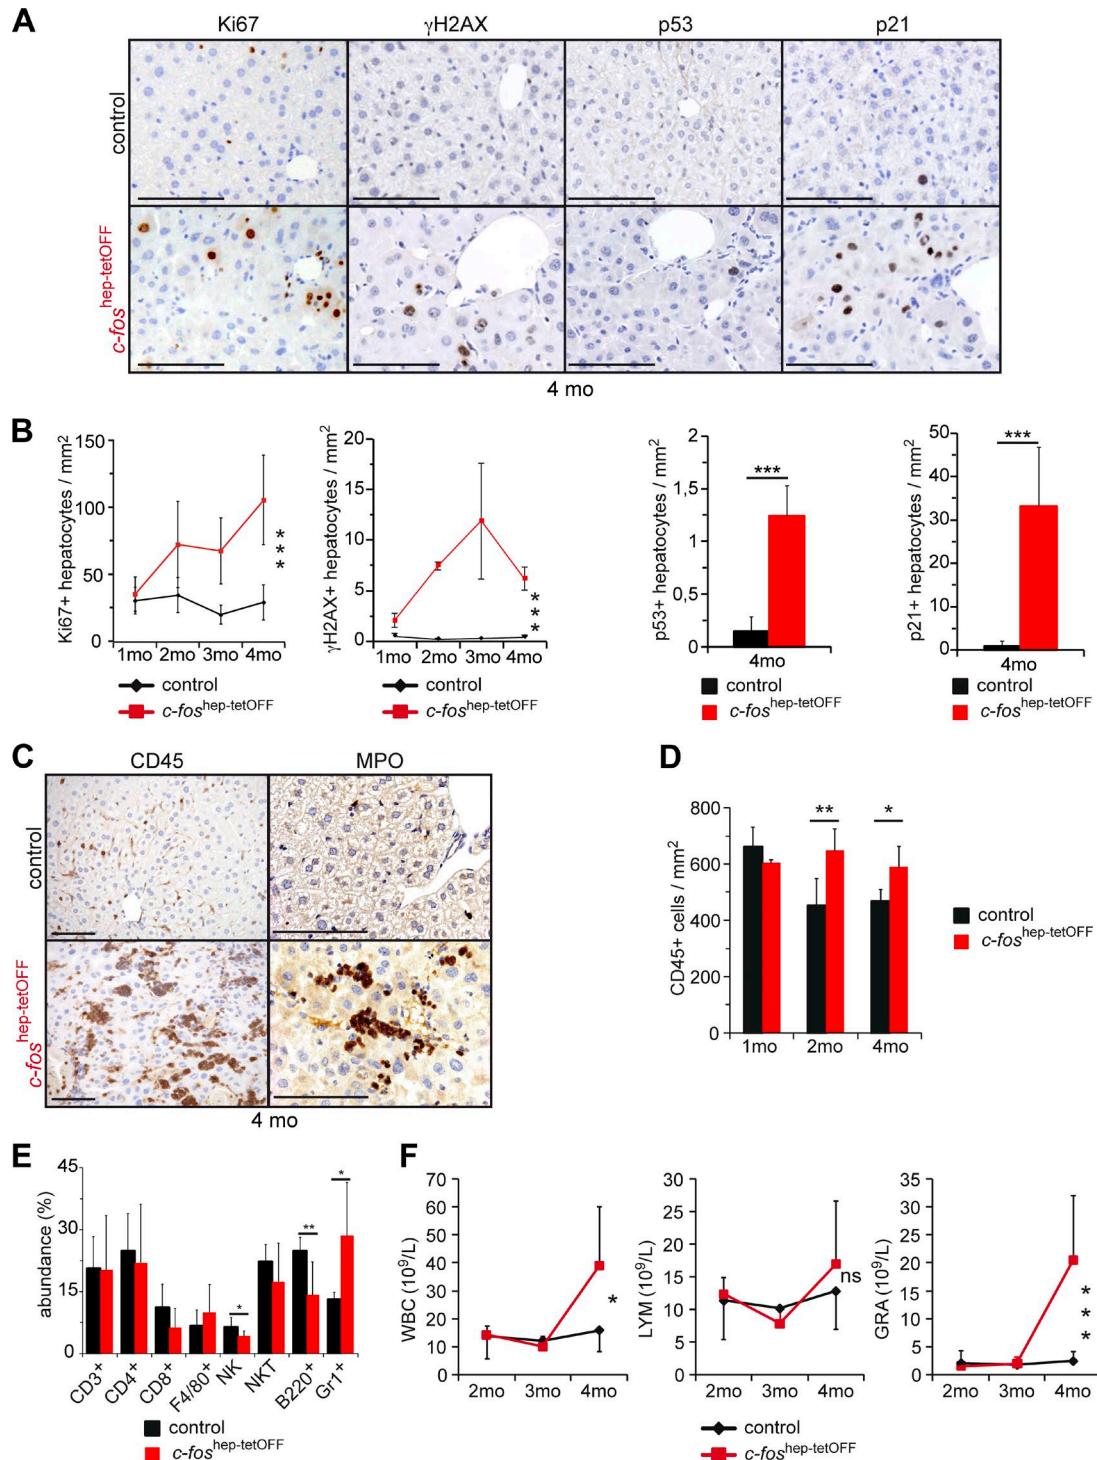 A
Ki67 γH2AX p53 p21
control
c-fos hep-tetOFF
4 mo
B
Ki67+ hepatocytes / mm2
150
100
50
0
1mo 2mo 3mo 4mo
***
control
c-fos hep-tetOFF
γH2AX+ hepatocytes / mm2
20
15
10
5
0
1mo 2mo 3mo 4mo
***
control
c-fos hep-tetOFF
p53+ hepatocytes / mm2
2
1,5
1
0,5
0
***
4mo
control
c-fos hep-tetOFF
p21+ hepatocytes / mm2
50
40
30
20
10
0
***
4mo
control
c-fos hep-tetOFF
C
CD45 MPO
control
c-fos hep-tetOFF
4 mo
D
CD45+ cells / mm2
800
600
400
200
0
** *
1mo 2mo 4mo
control
c-fos hep-tetOFF
E
abundance (%)
45
30
15
0
* ** *
CD3+ CD4+ CD8+ F4/80+ NK NKT B220+ Gr1+
control
c-fos hep-tetOFF
F
WBC (109/L)
70
60
50
40
30
20
10
0
*
2mo 3mo 4mo
LYM (109/L)
30
25
20
15
10
5
0
ns
2mo 3mo 4mo
GRA (109/L)
35
30
25
20
15
10
5
0
***
2mo 3mo 4mo
control
c-fos hep-tetOFF